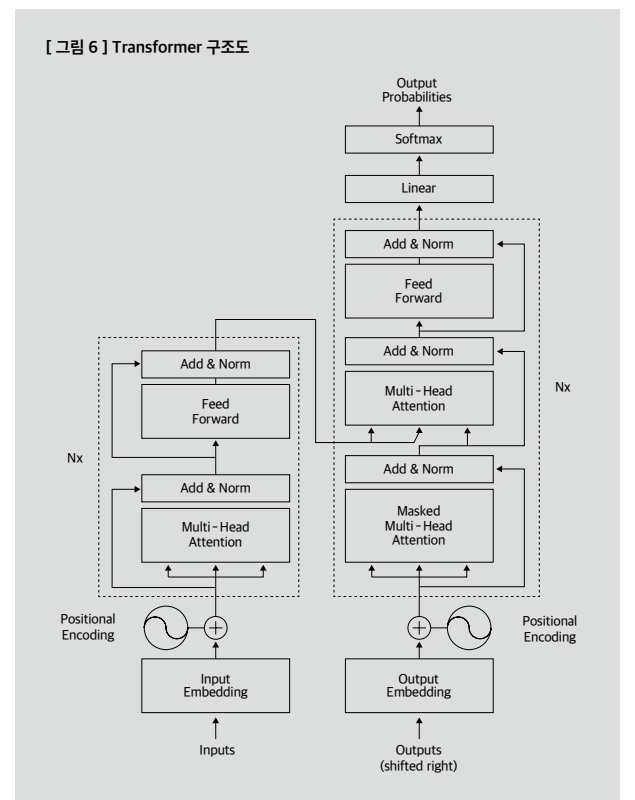 [ 그림 6 ] Transformer 구조도
Output
Probabilities
Softmax
Linear
Add & Norm
Feed
Forward
Add & Norm
Multi-Head
Attention
Nx
Add & Norm
Masked
Multi-Head
Attention
Add & Norm
Feed
Forward
Nx
Add & Norm
Multi-Head
Attention
Positional
Encoding
Positional
Encoding
Input
Embedding
Output
Embedding
Inputs
Outputs
(shifted right)